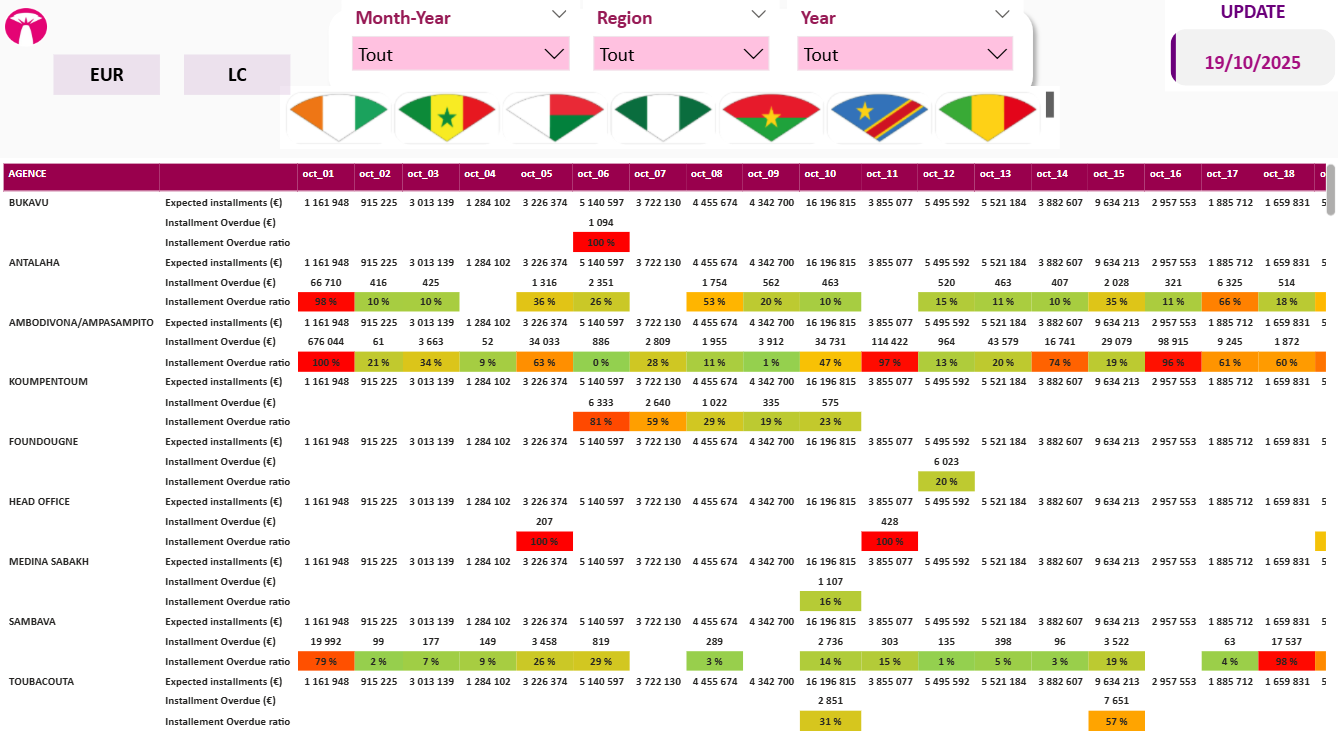 Month-Year Region Year UPDATE
Tout Tout Tout
EUR LC 19/10/2025
AGENCE oct_01 oct_02 oct_03 oct_04 oct_05 oct_06 oct_07 oct_08 oct_09 oct_10 oct_11 oct_12 oct_13 oct_14 oct_15 oct_16 oct_17 oct_18 o
BUKAVU Expected installments (€) 1 161 948 915 225 3 013 139 1 284 102 3 226 374 5 140 597 3 722 130 4 455 674 4 342 700 16 196 815 3 855 077 5 495 592 5 521 184 3 882 607 9 634 213 2 957 553 1 885 712 1 659 831 5
Installment Overdue (€) 1 094
Installement Overdue ratio 100 %
ANTALAHA Expected installments (€) 1 161 948 915 225 3 013 139 1 284 102 3 226 374 5 140 597 3 722 130 4 455 674 4 342 700 16 196 815 3 855 077 5 495 592 5 521 184 3 882 607 9 634 213 2 957 553 1 885 712 1 659 831 5
Installment Overdue (€) 66 710 416 425 1 316 2 351 1 754 562 463 520 463 407 2 028 321 6 325 514
Installement Overdue ratio 98 % 10 % 10 % 36 % 26 % 53 % 20 % 10 % 15 % 11 % 10 % 35 % 11 % 66 % 18 %
AMBODIVONA/AMPASAMPITO Expected installments (€) 1 161 948 915 225 3 013 139 1 284 102 3 226 374 5 140 597 3 722 130 4 455 674 4 342 700 16 196 815 3 855 077 5 495 592 5 521 184 3 882 607 9 634 213 2 957 553 1 885 712 1 659 831 5
Installment Overdue (€) 676 044 61 3 663 52 34 033 886 2 809 1 955 3 912 34 731 114 422 964 43 579 16 741 29 079 98 915 9 245 1 872
Installement Overdue ratio 100 % 21 % 34 % 9 % 63 % 0 % 28 % 11 % 1 % 47 % 97 % 13 % 20 % 74 % 19 % 96 % 61 % 60 %
KOUMPENTOUM Expected installments (€) 1 161 948 915 225 3 013 139 1 284 102 3 226 374 5 140 597 3 722 130 4 455 674 4 342 700 16 196 815 3 855 077 5 495 592 5 521 184 3 882 607 9 634 213 2 957 553 1 885 712 1 659 831 5
Installment Overdue (€) 6 333 2 640 1 022 335 575
Installement Overdue ratio 81 % 59 % 29 % 19 % 23 %
FOUNDOUGNE Expected installments (€) 1 161 948 915 225 3 013 139 1 284 102 3 226 374 5 140 597 3 722 130 4 455 674 4 342 700 16 196 815 3 855 077 5 495 592 5 521 184 3 882 607 9 634 213 2 957 553 1 885 712 1 659 831 5
Installment Overdue (€) 6 023
Installement Overdue ratio 20 %
HEAD OFFICE Expected installments (€) 1 161 948 915 225 3 013 139 1 284 102 3 226 374 5 140 597 3 722 130 4 455 674 4 342 700 16 196 815 3 855 077 5 495 592 5 521 184 3 882 607 9 634 213 2 957 553 1 885 712 1 659 831 5
Installment Overdue (€) 207 428
Installement Overdue ratio 100 % 100 %
MEDINA SABAKH Expected installments (€) 1 161 948 915 225 3 013 139 1 284 102 3 226 374 5 140 597 3 722 130 4 455 674 4 342 700 16 196 815 3 855 077 5 495 592 5 521 184 3 882 607 9 634 213 2 957 553 1 885 712 1 659 831 5
Installment Overdue (€) 1 107
Installement Overdue ratio 16 %
SAMBAVA Expected installments (€) 1 161 948 915 225 3 013 139 1 284 102 3 226 374 5 140 597 3 722 130 4 455 674 4 342 700 16 196 815 3 855 077 5 495 592 5 521 184 3 882 607 9 634 213 2 957 553 1 885 712 1 659 831 5
Installment Overdue (€) 19 992 99 177 149 3 458 819 289 2 736 303 135 398 96 3 522 63 17 537
Installement Overdue ratio 79 % 2 % 7 % 9 % 26 % 29 % 3 % 14 % 15 % 1 % 5 % 3 % 19 % 4 % 98 %
TOUBACOUTA Expected installments (€) 1 161 948 915 225 3 013 139 1 284 102 3 226 374 5 140 597 3 722 130 4 455 674 4 342 700 16 196 815 3 855 077 5 495 592 5 521 184 3 882 607 9 634 213 2 957 553 1 885 712 1 659 831 5
Installment Overdue (€) 2 851 7 651
Installement Overdue ratio 31 % 57 %